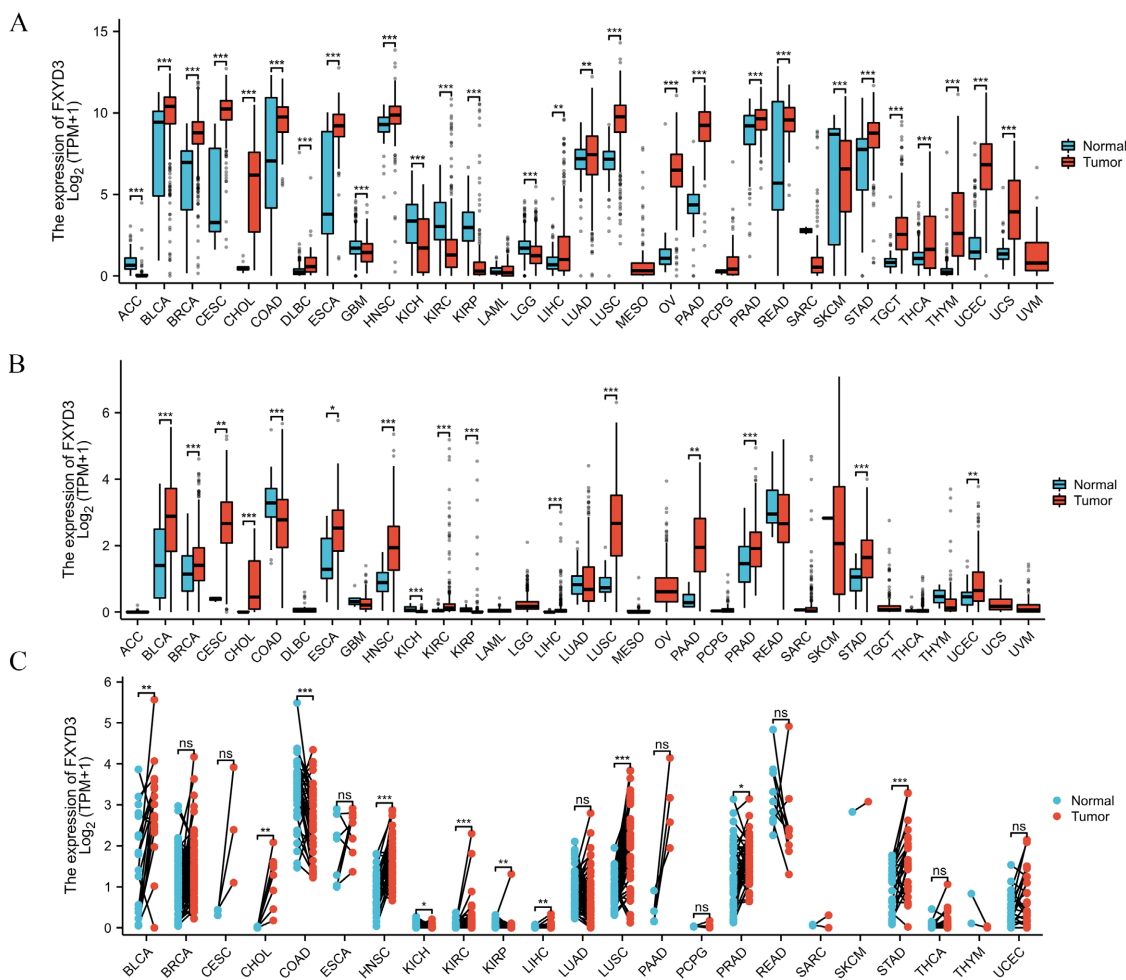 A
The expression of FXYD3
Log2 (TPM+1)
15
10
5
0
*** *** *** *** *** *** *** *** *** *** *** *** *** *** ** ** *** *** *** *** *** *** *** *** *** *** *** ***
Normal
Tumor
ACC BLCA BRCA CESC CHOL COAD DLBC ESCA GBM HNSC KICH KIRC KIRP LAML LGG LIHC LUAD LUSC MESO OV PAAD PCPG PRAD READ SARC SKCM STAD TGCT THCA THYM UCEC UCS UVM
B
The expression of FXYD3
Log2 (TPM+1)
6
4
2
0
*** *** ** *** *** * *** *** *** *** *** *** ** *** *** **
Normal
Tumor
ACC BLCA BRCA CESC CHOL COAD DLBC ESCA GBM HNSC KICH KIRC KIRP LAML LGG LIHC LUAD LUSC MESO OV PAAD PCPG PRAD READ SARC SKCM STAD TGCT THCA THYM UCEC UCS UVM
C
The expression of FXYD3
Log2 (TPM+1)
6
5
4
3
2
1
0
** ns ns ** *** ns *** * *** ** ** ns *** ns ns * ns *** ns ns
Normal
Tumor
BLCA BRCA CESC CHOL COAD ESCA HNSC KICH KIRC KIRP LIHC LUAD LUSC PAAD PCPG PRAD READ SARC SKCM STAD THCA THYM UCEC